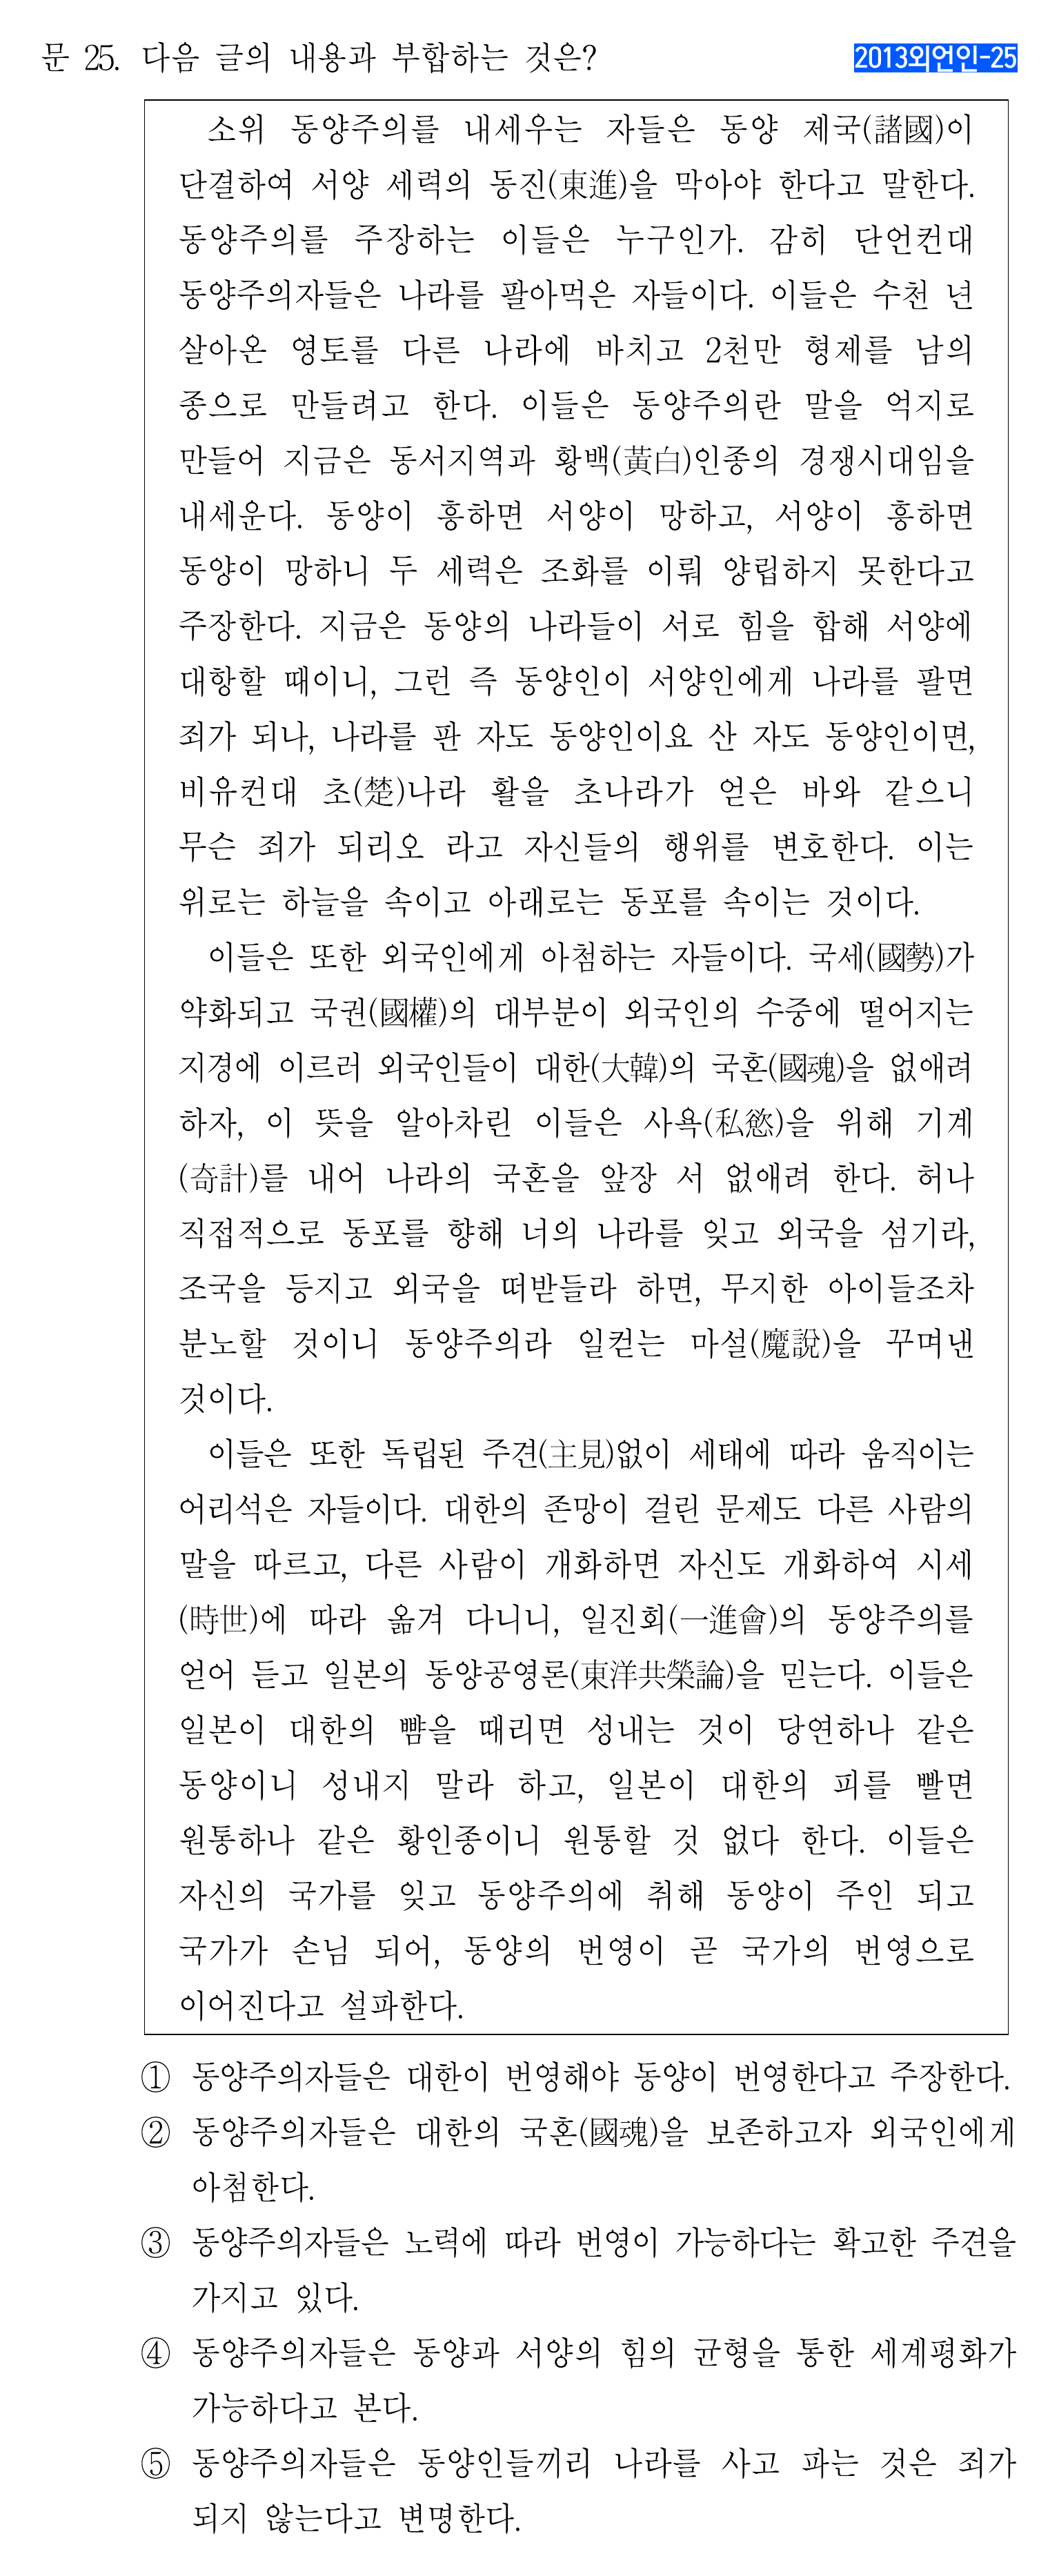 문 25. 다음 글의 내용과 부합하는 것은?
2013외언인-25
소위 동양주의를 내세우는 자들은 동양 제국(諸國)이
단결하여 서양 세력의 동진(東進)을 막아야 한다고 말한다.
동양주의를 주장하는 이들은 누구인가. 감히 단언컨대
동양주의자들은 나라를 팔아먹은 자들이다. 이들은 수천 년
살아온 영토를 다른 나라에 바치고 2천만 형제를 남의
종으로 만들려고 한다. 이들은 동양주의란 말을 억지로
만들어 지금은 동서지역과 황백(黃白)인종의 경쟁시대임을
내세운다. 동양이 흥하면 서양이 망하고, 서양이 흥하면
동양이 망하니 두 세력은 조화를 이뤄 양립하지 못한다고
주장한다. 지금은 동양의 나라들이 서로 힘을 합해 서양에
대항할 때이니, 그런 즉 동양인이 서양인에게 나라를 팔면
죄가 되나, 나라를 판 자도 동양인이요 산 자도 동양인이면,
비유컨대 초(楚)나라 활을 초나라가 얻은 바와 같으니
무슨 죄가 되리오 라고 자신들의 행위를 변호한다. 이는
위로는 하늘을 속이고 아래로는 동포를 속이는 것이다.
이들은 또한 외국인에게 아첨하는 자들이다. 국세(國勢)가
약화되고 국권(國權)의 대부분이 외국인의 수중에 떨어지는
지경에 이르러 외국인들이 대한(大韓)의 국혼(國魂)을 없애려
하자, 이 뜻을 알아차린 이들은 사욕(私慾)을 위해 기계
(奇計)를 내어 나라의 국혼을 앞장 서 없애려 한다. 허나
직접적으로 동포를 향해 너의 나라를 잊고 외국을 섬기라,
조국을 등지고 외국을 떠받들라 하면, 무지한 아이들조차
분노할 것이니 동양주의라 일컫는 마설(魔說)을 꾸며낸
것이다.
이들은 또한 독립된 주견(主見)없이 세태에 따라 움직이는
어리석은 자들이다. 대한의 존망이 걸린 문제도 다른 사람의
말을 따르고, 다른 사람이 개화하면 자신도 개화하여 시세
(時世)에 따라 옮겨 다니니, 일진회(一進會)의 동양주의를
얻어 듣고 일본의 동양공영론(東洋共榮論)을 믿는다. 이들은
일본이 대한의 뺨을 때리면 성내는 것이 당연하나 같은
동양이니 성내지 말라 하고, 일본이 대한의 피를 빨면
원통하나 같은 황인종이니 원통할 것 없다 한다. 이들은
자신의 국가를 잊고 동양주의에 취해 동양이 주인 되고
국가가 손님 되어, 동양의 번영이 곧 국가의 번영으로
이어진다고 설파한다.
① 동양주의자들은 대한이 번영해야 동양이 번영한다고 주장한다.
② 동양주의자들은 대한의 국혼(國魂)을 보존하고자 외국인에게
아첨한다.
③ 동양주의자들은 노력에 따라 번영이 가능하다는 확고한 주견을
가지고 있다.
④ 동양주의자들은 동양과 서양의 힘의 균형을 통한 세계평화가
가능하다고 본다.
⑤ 동양주의자들은 동양인들끼리 나라를 사고 파는 것은 죄가
되지 않는다고 변명한다.